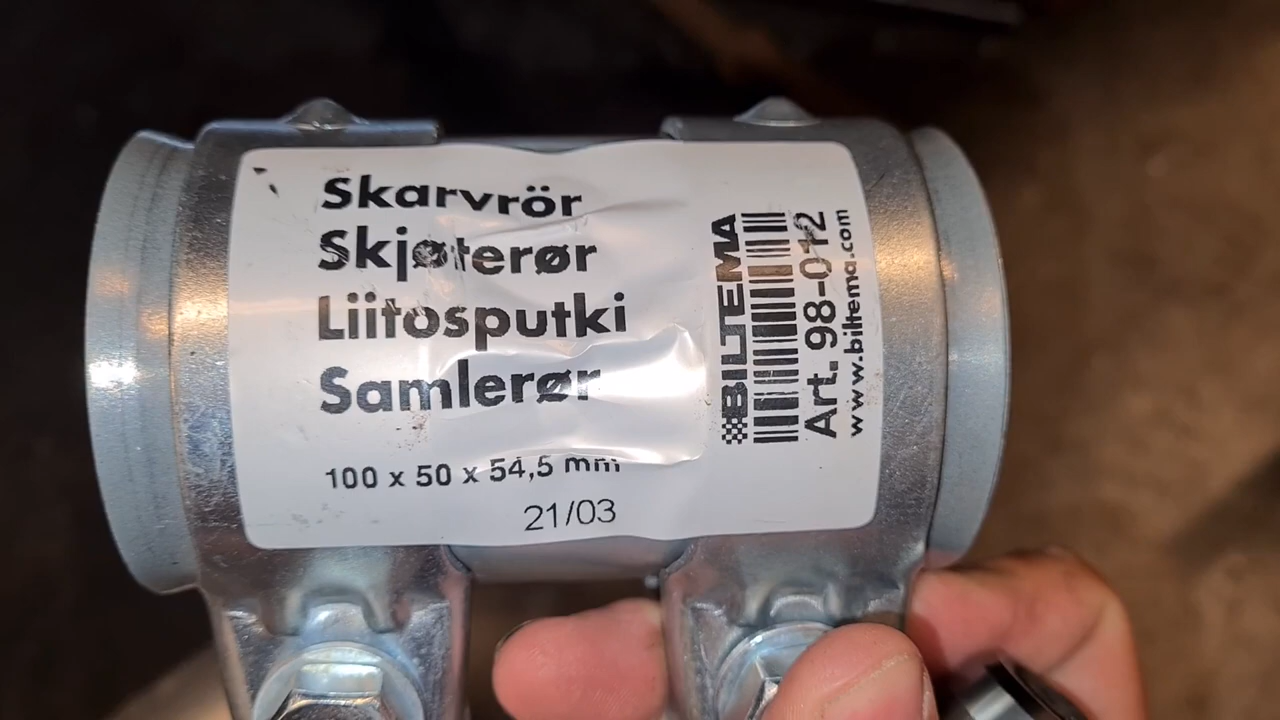 Skarvrör
Skjøterør
Liitosputki
Samlerør
100 x 50 x 54,5 mm
21/03
BILTEMA
Art. 98-012
www.biltema.com